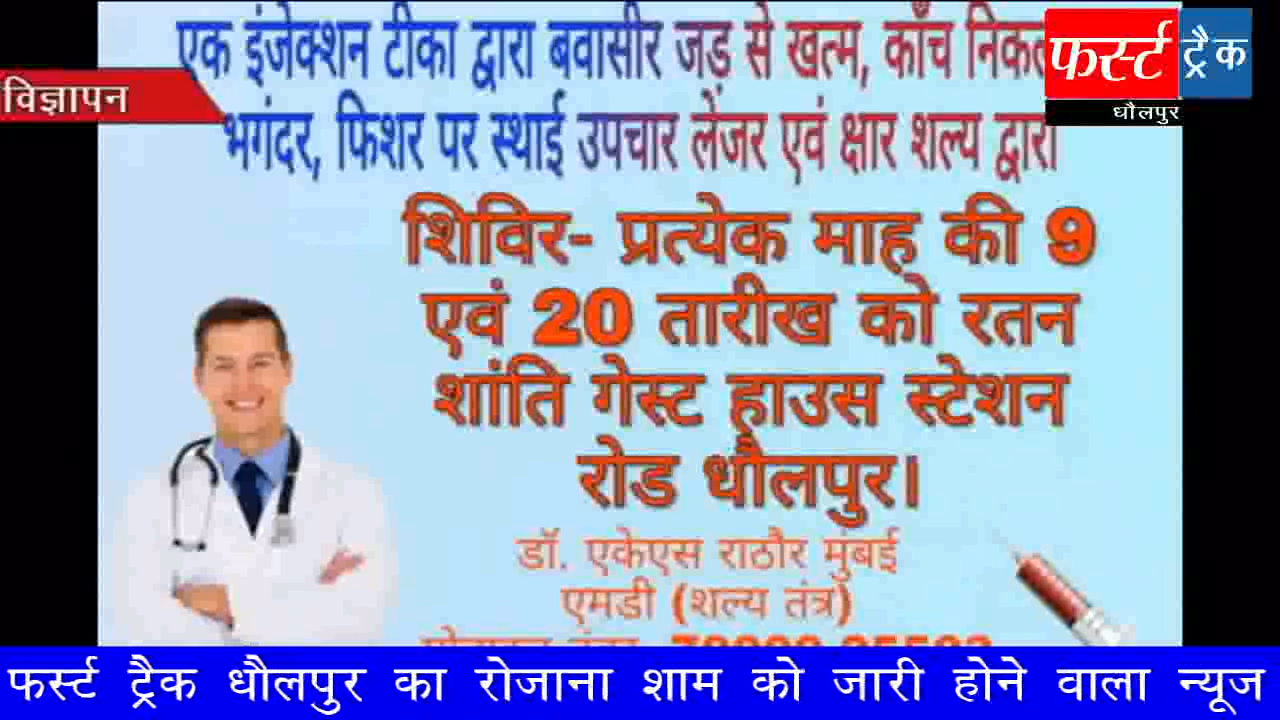 एक इंजेक्शन टीका द्वारा बवासीर जड़ से खत्म, काँच
फर्स्ट ट्रैक
विज्ञापन
धौलपुर
भगंदर, फिशर पर स्थाई उपचार लेंजर एवं क्षार शल्य द्वारा
शिविर- प्रत्येक माह की 9
एवं 20 तारीख को रतन
शांति गेस्ट हाउस स्टेशन
रोड धौलपुर।
डॉ. एकेएस राठौर मुंबई
एमडी (शल्य तंत्र)
फर्स्ट ट्रैक धौलपुर का रोजाना शाम को जारी होने वाला न्यूज